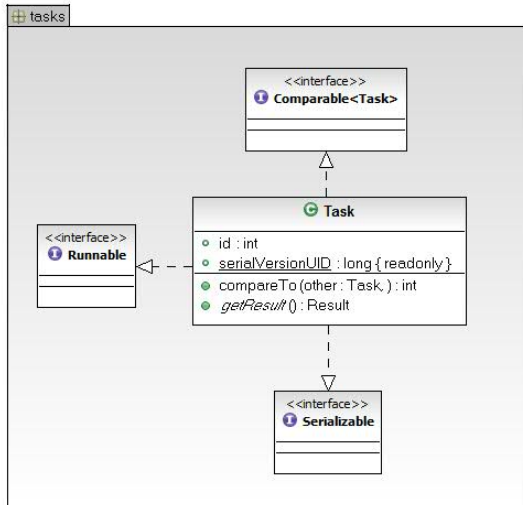 tasks
<<interface>>
Comparable<Task>
Task
<<interface>>
Runnable
id : int
serialVersionUID : long { readonly }
compareTo (other : Task, ) : int
getResult () : Result
<<interface>>
Serializable